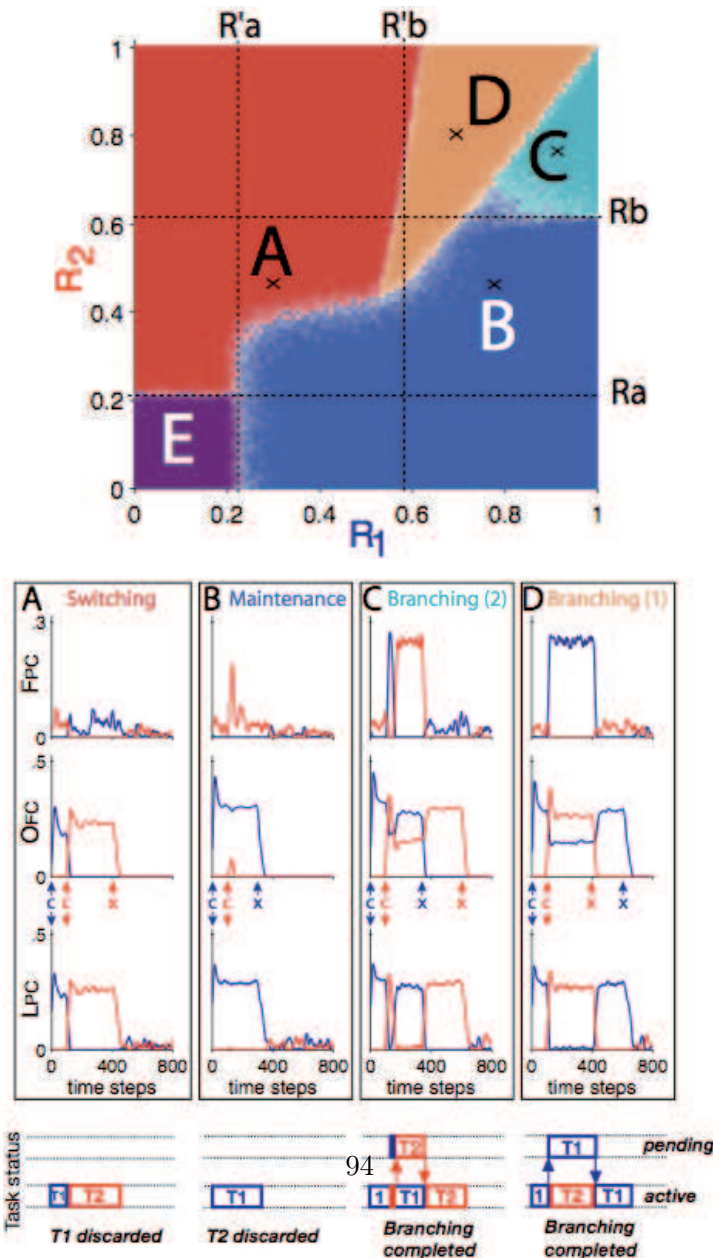 R'a R'b
1
D
0.8
C
0.6
Rb
A
R2
0.4
B
Ra
0.2
E
0
0 0.2 0.4 0.6 0.8 1
R1
A Switching B Maintenance C Branching (2) D Branching (1)
.3
FPC
0
.5
OFC
0
C C X C C X C C X X C C X X
.5
LPC
0
0 400 800 0 400 800 0 400 800 0 400 800
time steps time steps time steps time steps
Task status
T2 T1 pending
94
T1 T2 T1 1 T1 T2 1 T2 T1 active
T1 discarded T2 discarded Branching Branching
completed completed